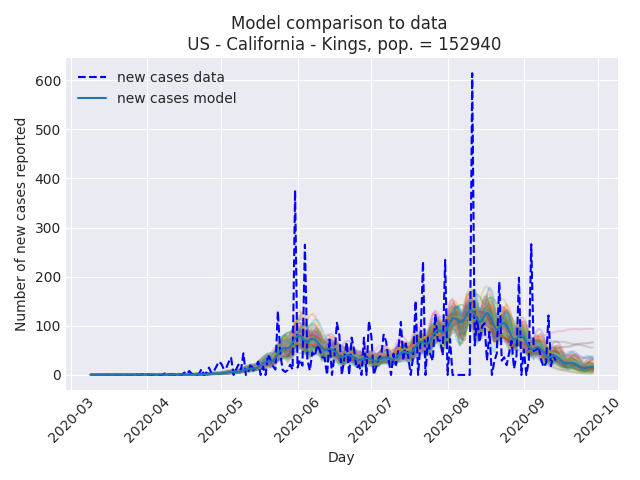 Model comparison to data
US - California - Kings, pop. = 152940
new cases data
new cases model
Number of new cases reported
600
500
400
300
200
100
0
2020-03
2020-04
2020-05
2020-06
2020-07
2020-08
2020-09
2020-10
Day